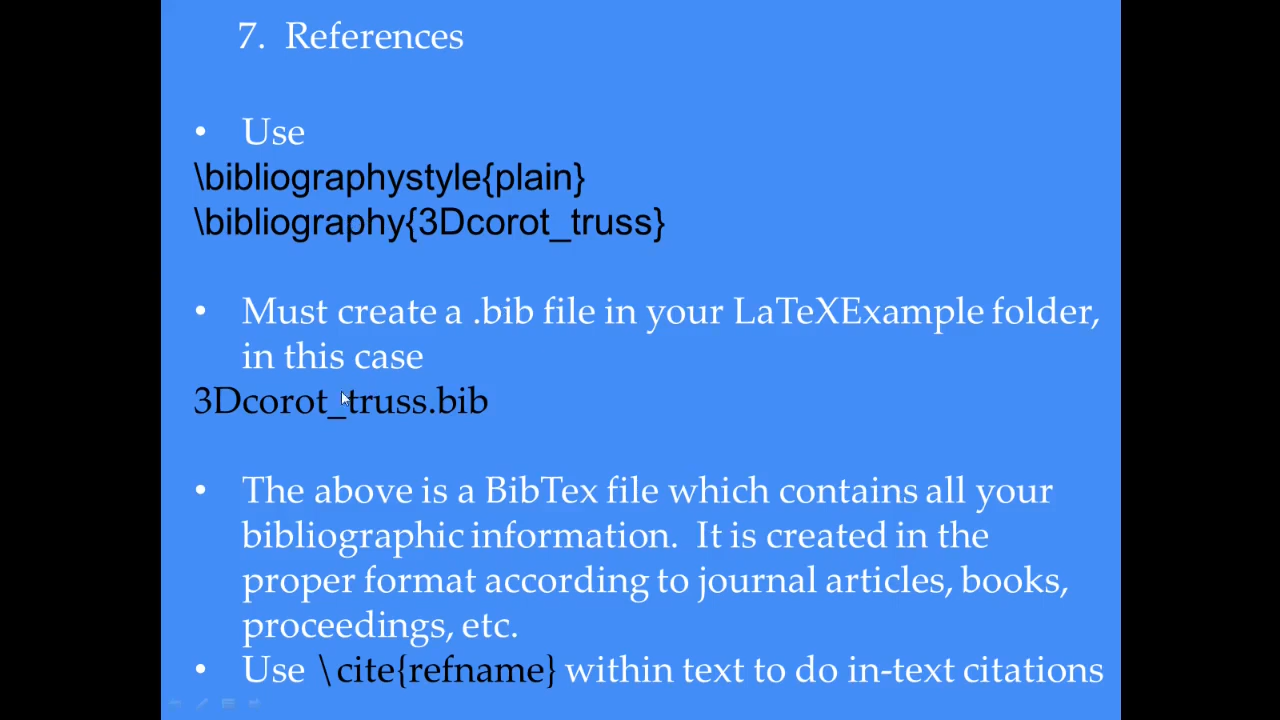 7. References
• Use
\bibliographystyle{plain}
\bibliography{3Dcorot_truss}
• Must create a .bib file in your LaTeXExample folder,
in this case
3Dcorot_truss.bib
• The above is a BibTex file which contains all your
bibliographic information. It is created in the
proper format according to journal articles, books,
proceedings, etc.
• Use \cite{refname} within text to do in-text citations